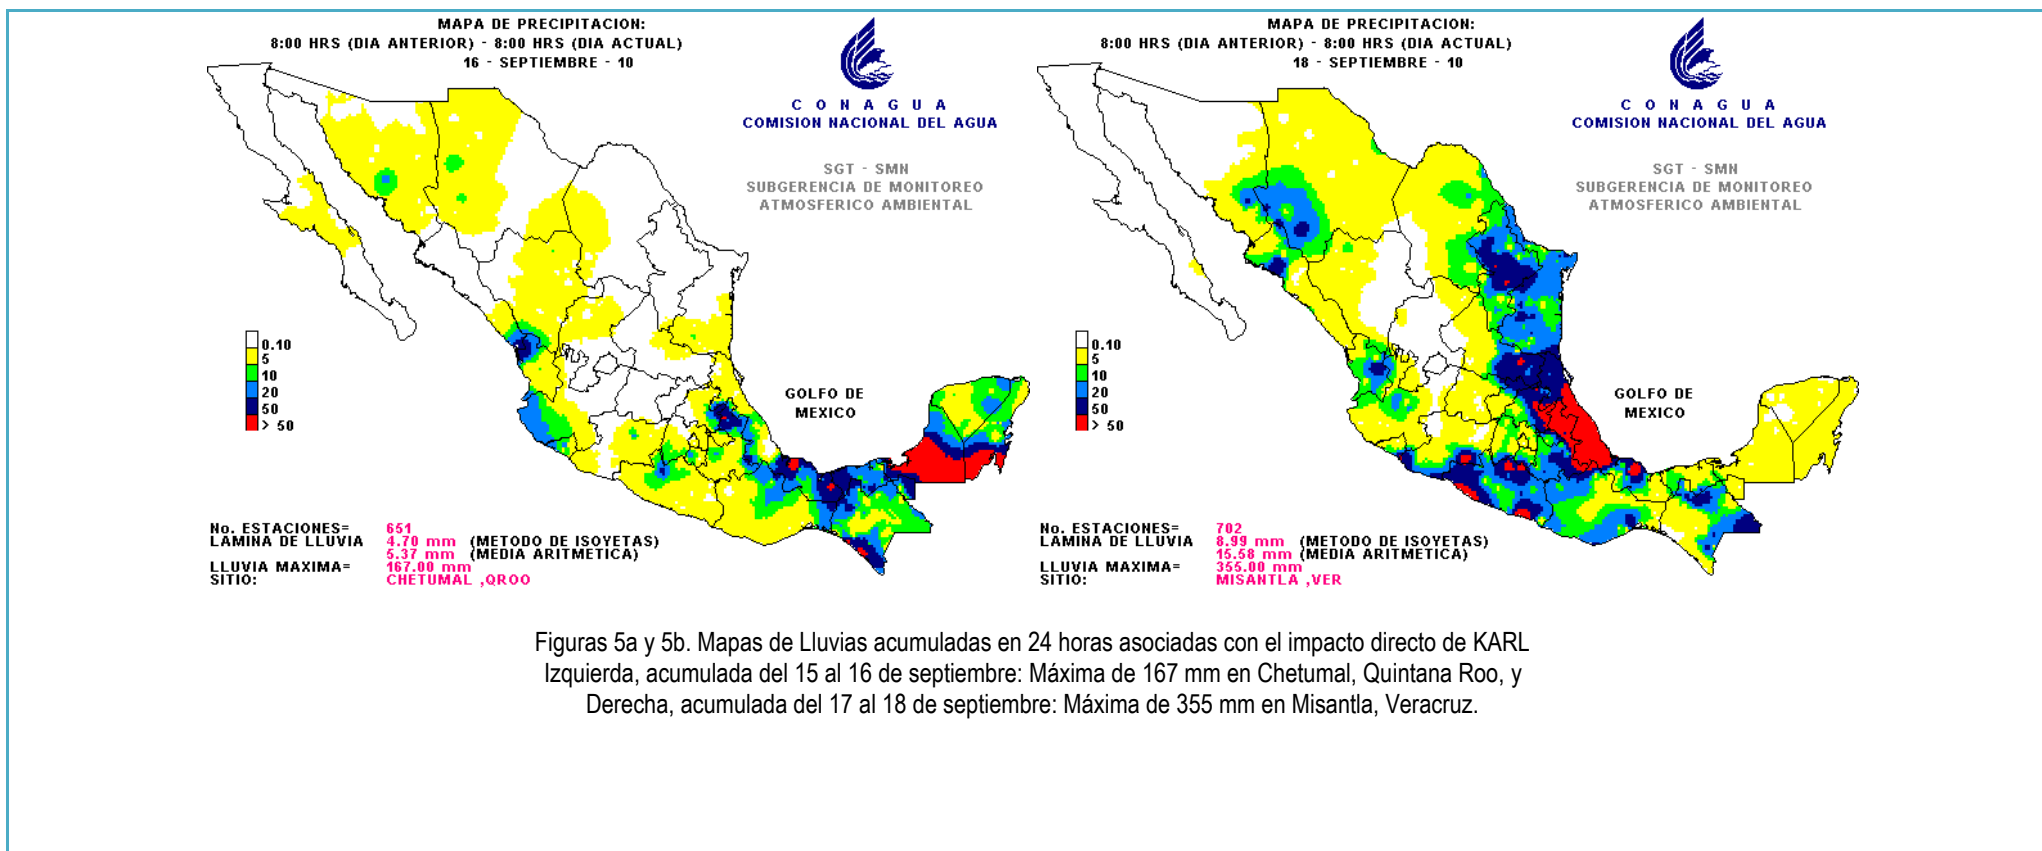 MAPA DE PRECIPITACION:
8:00 HRS (DIA ANTERIOR) - 8:00 HRS (DIA ACTUAL)
16 - SEPTIEMBRE - 10
C O N A G U A
COMISION NACIONAL DEL AGUA
SGT - SMN
SUBGERENCIA DE MONITOREO
ATMOSFERICO AMBIENTAL
0.10
5
10
20
50
> 50
GOLFO DE
MEXICO
No. ESTACIONES= 651
LAMINA DE LLUVIA 4.70 mm (METODO DE ISOYETAS)
5.37 mm (MEDIA ARITMETICA)
LLUVIA MAXIMA= 167.00 mm
SITIO: CHETUMAL ,QROO
MAPA DE PRECIPITACION:
8:00 HRS (DIA ANTERIOR) - 8:00 HRS (DIA ACTUAL)
18 - SEPTIEMBRE - 10
C O N A G U A
COMISION NACIONAL DEL AGUA
SGT - SMN
SUBGERENCIA DE MONITOREO
ATMOSFERICO AMBIENTAL
0.10
5
10
20
50
> 50
GOLFO DE
MEXICO
No. ESTACIONES= 702
LAMINA DE LLUVIA 8.99 mm (METODO DE ISOYETAS)
15.58 mm (MEDIA ARITMETICA)
LLUVIA MAXIMA= 355.00 mm
SITIO: MISANTLA ,VER
Figuras 5a y 5b. Mapas de Lluvias acumuladas en 24 horas asociadas con el impacto directo de KARL
Izquierda, acumulada del 15 al 16 de septiembre: Máxima de 167 mm en Chetumal, Quintana Roo, y
Derecha, acumulada del 17 al 18 de septiembre: Máxima de 355 mm en Misantla, Veracruz.